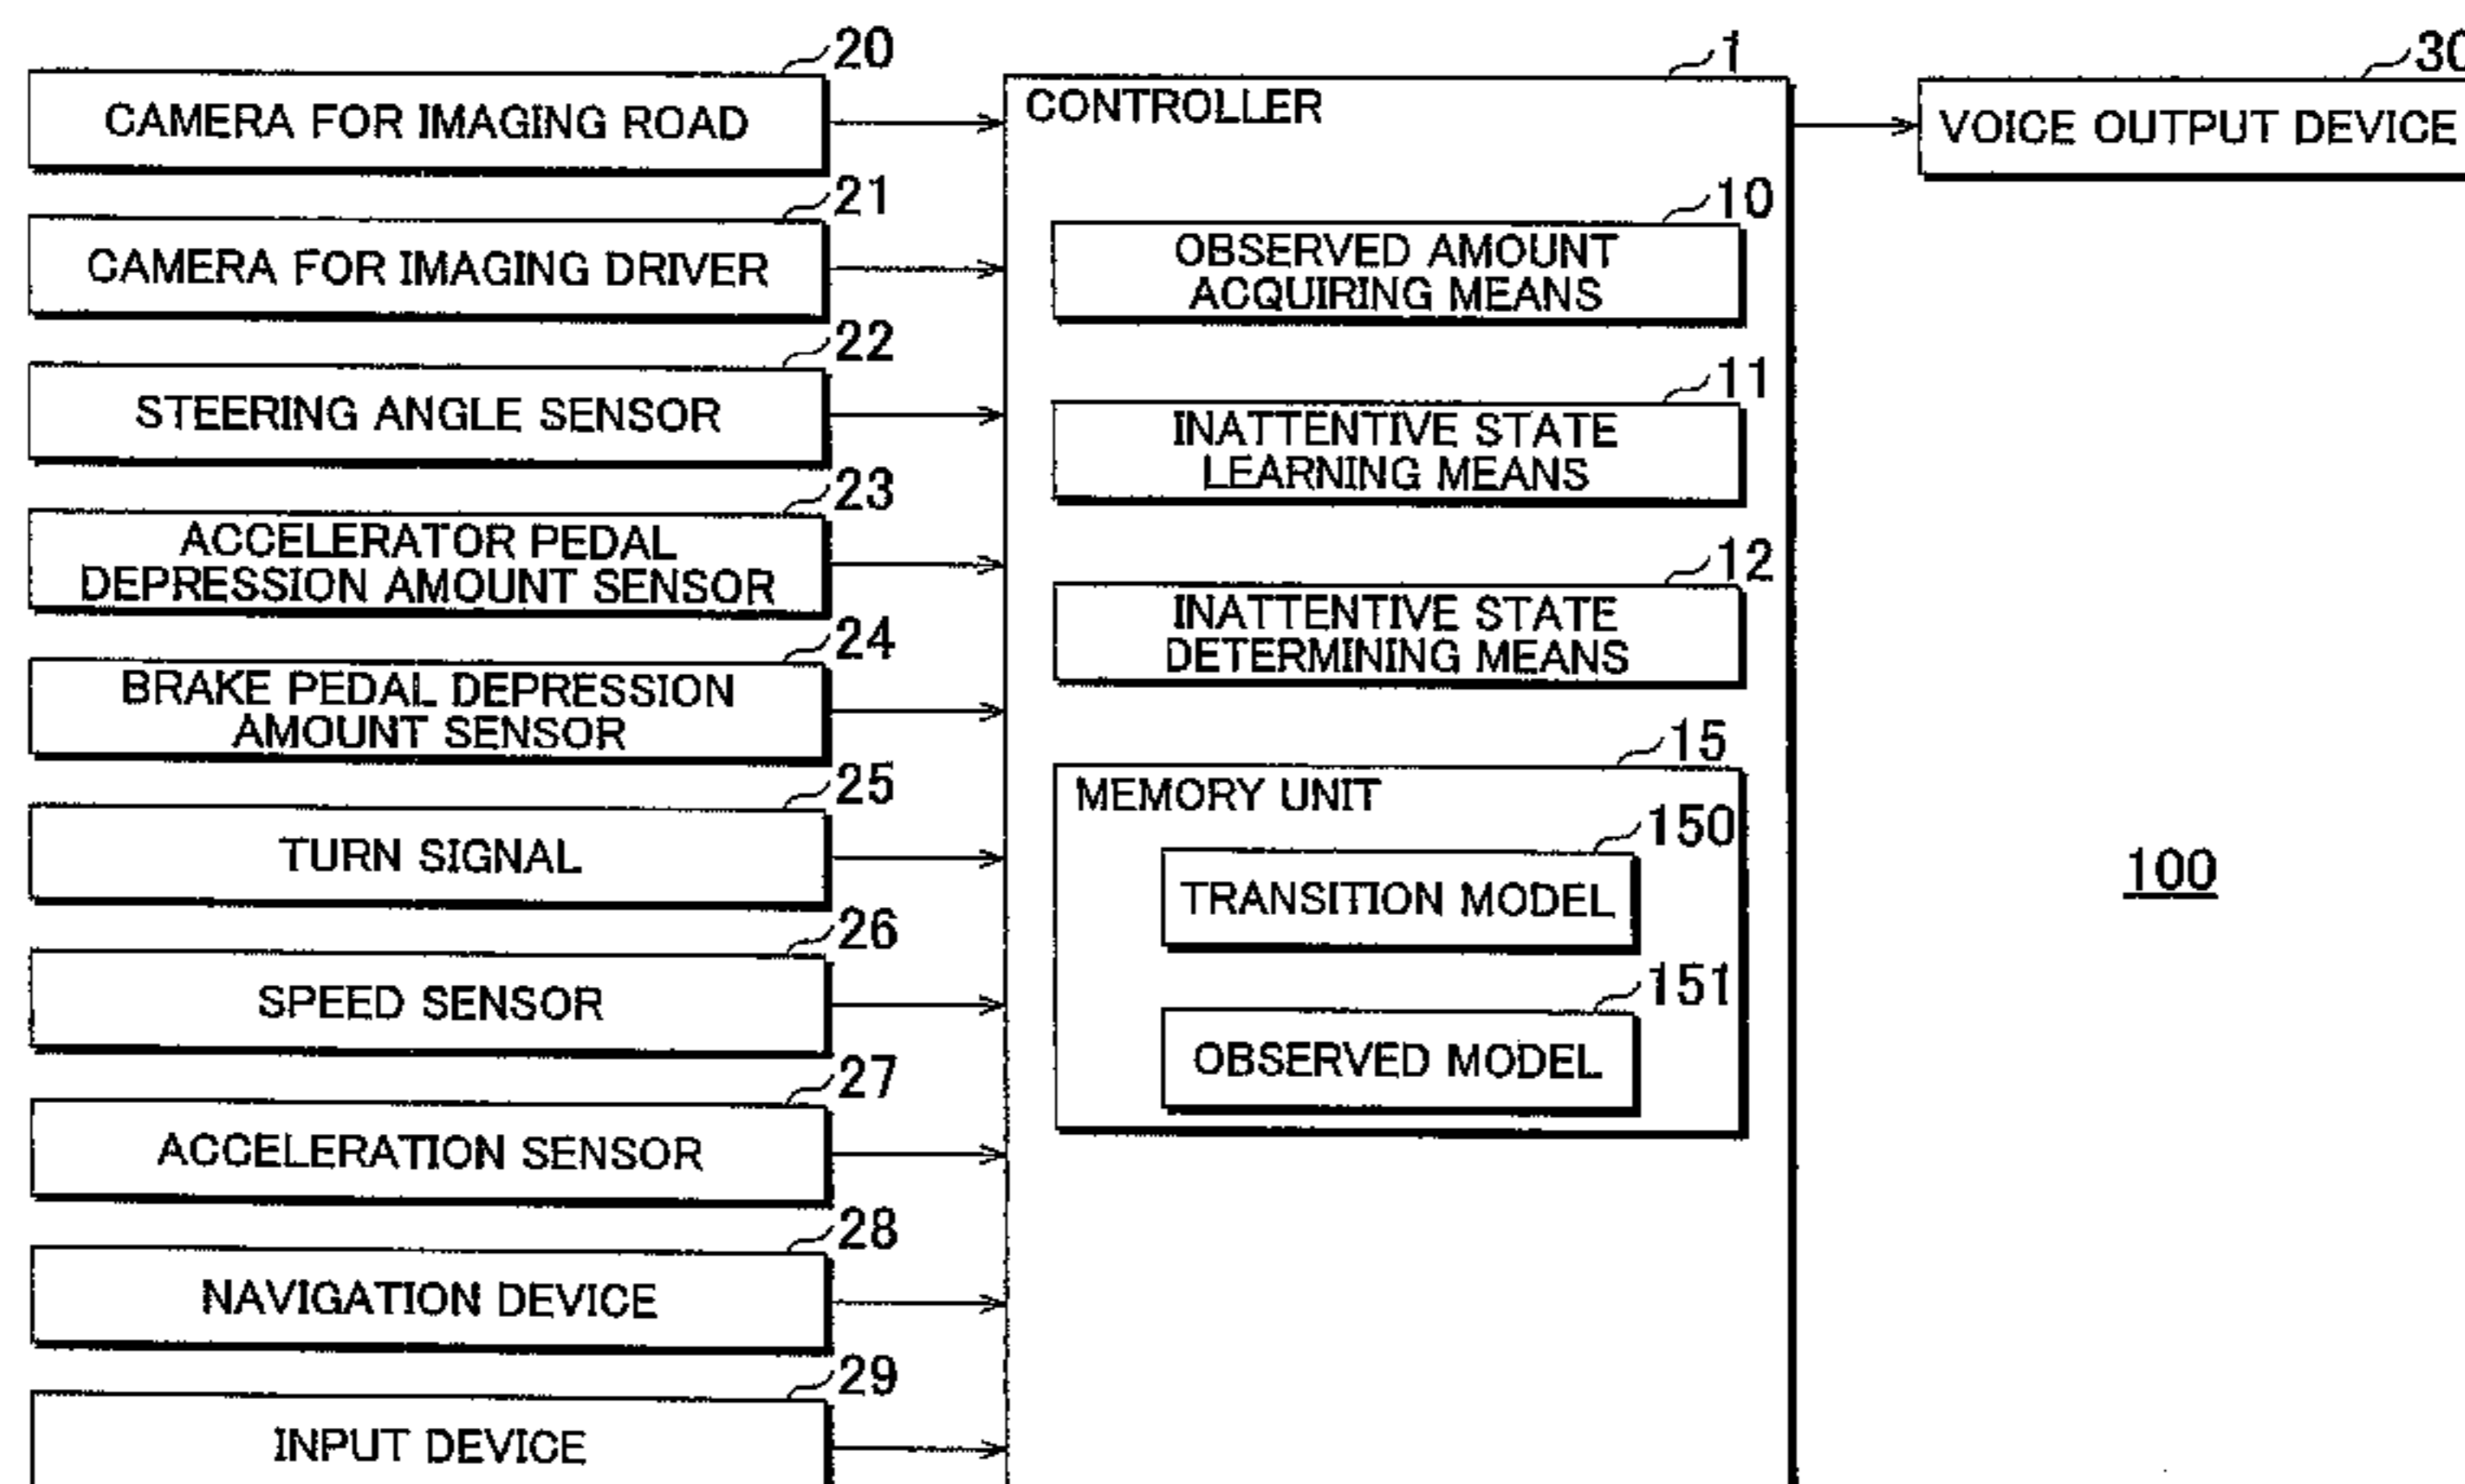 20
CAMERA FOR IMAGING ROAD
21
CAMERA FOR IMAGING DRIVER
22
STEERING ANGLE SENSOR
23
ACCELERATOR PEDAL
DEPRESSION AMOUNT SENSOR
24
BRAKE PEDAL DEPRESSION
AMOUNT SENSOR
25
TURN SIGNAL
26
SPEED SENSOR
27
ACCELERATION SENSOR
28
NAVIGATION DEVICE
29
INPUT DEVICE
1
CONTROLLER
10
OBSERVED AMOUNT
ACQUIRING MEANS
11
INATTENTIVE STATE
LEARNING MEANS
12
INATTENTIVE STATE
DETERMINING MEANS
15
MEMORY UNIT
150
TRANSITION MODEL
151
OBSERVED MODEL
30
VOICE OUTPUT DEVICE
100